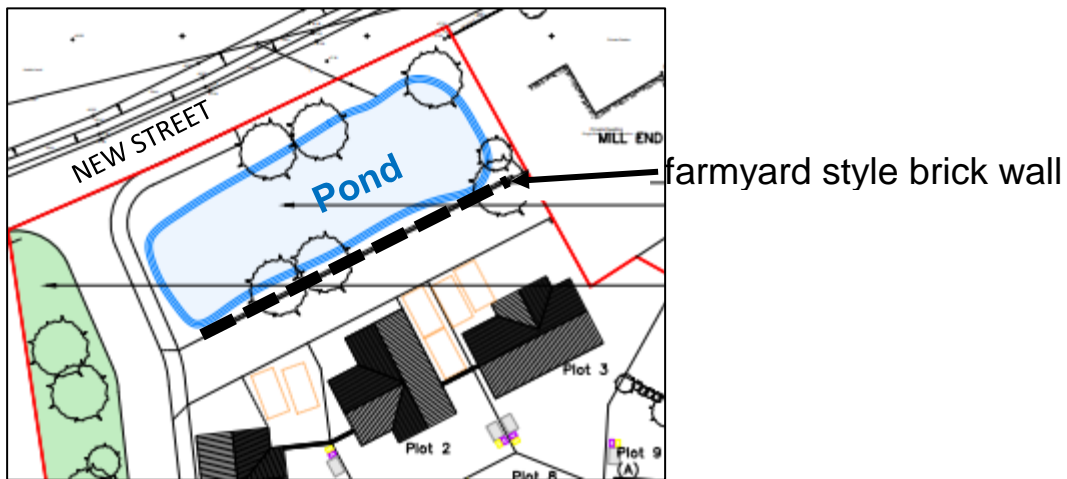 NEW STREET
MILL END
Pond
farmyard style brick wall
Plot 3
Plot 2
Plot 9
(A)
Plot 8